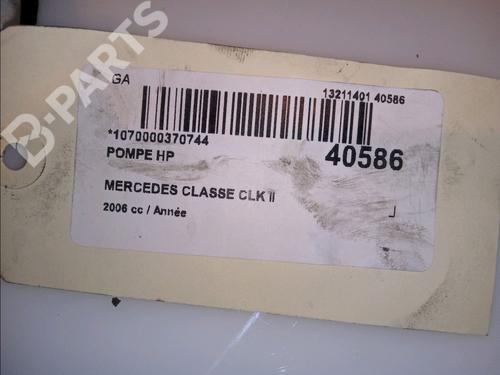 B-PARTS
GA
13211401 40586
*1070000370744
40586
POMPE HP
MERCEDES CLASSE CLK II
2006 cc / Année